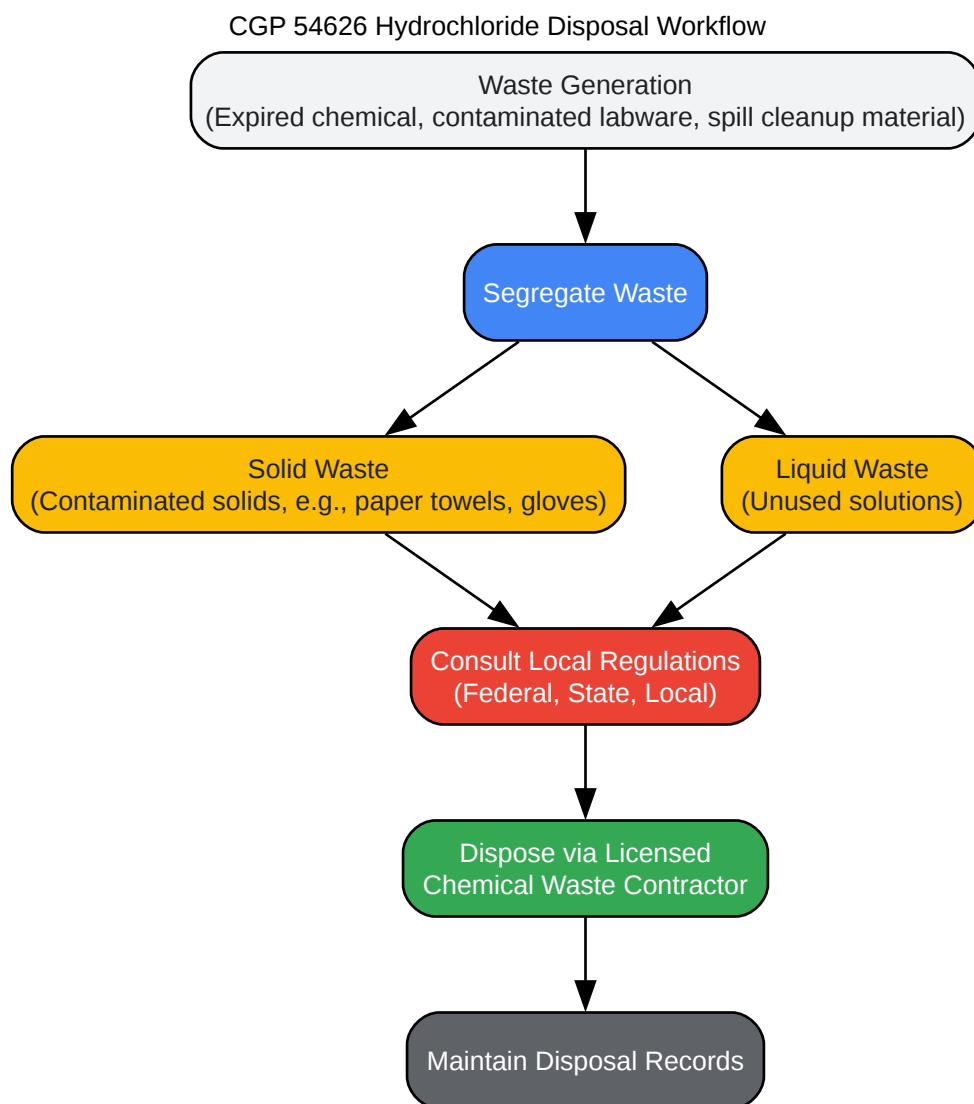 CGP 54626 Hydrochloride Disposal Workflow
Waste Generation
(Expired chemical, contaminated labware, spill cleanup material)
Segregate Waste
Solid Waste
(Contaminated solids, e.g., paper towels, gloves)
Liquid Waste
(Unused solutions)
Consult Local Regulations
(Federal, State, Local)
Dispose via Licensed
Chemical Waste Contractor
Maintain Disposal Records